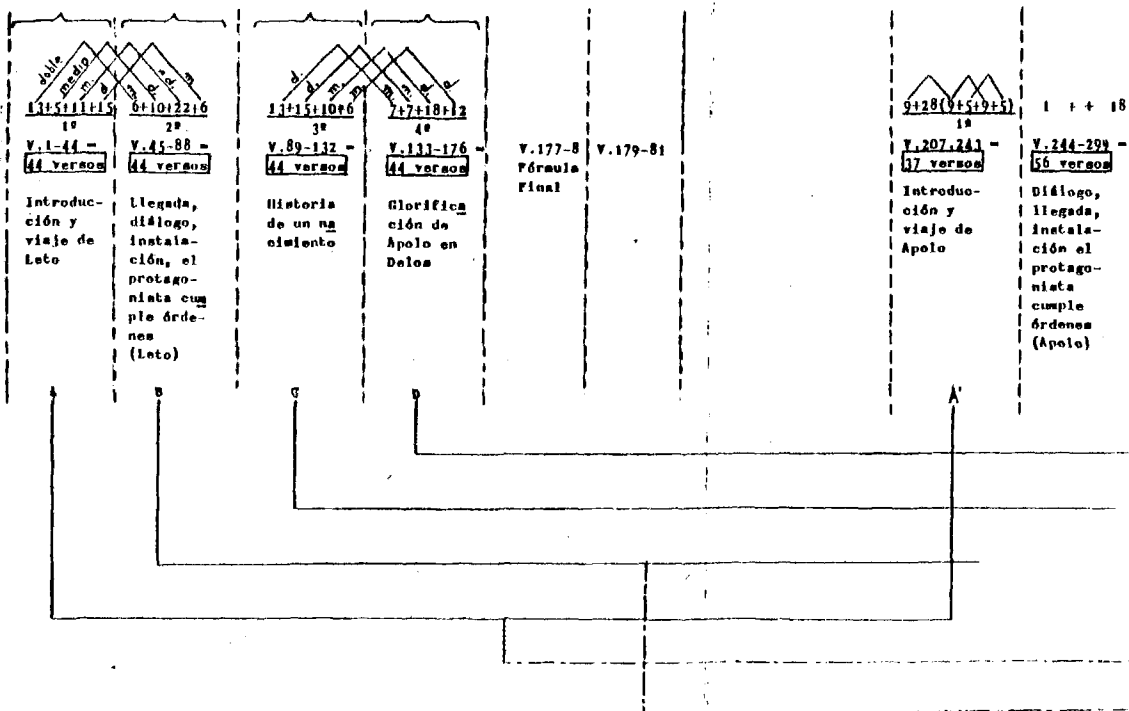 doble
medio
m.
d.
m
d.
d.
m
13+5+11+15
1º
V.1-44 =
44 versos
Introduc-
ción y
viaje de
Leto
6+10+22+6
2º
V.45-88 =
44 versos
Llegada,
diálogo,
instala-
ción, el
protago-
nista cum
ple órde-
nes
(Leto)
d.
d.
m.
m.
m.
m.
d.
d.
13+15+10+6
3º
V.89-132 =
44 versos
Historia
de un na
cimiento
7+7+18+12
4º
V.133-176 =
44 versos
Glorifica
ción de
Apolo en
Delos
V.177-8
Fórmula
Final
V.179-81
9+28(9+5+9+5)
1º
V.207.243 =
37 versos
Introduc-
ción y
viaje de
Apolo
1 + + 18
V.244-299 =
56 versos
Diálogo,
llegada,
instala-
ción el
protago-
nista
cumple
órdenes
(Apolo)
A
B
C
D
A'